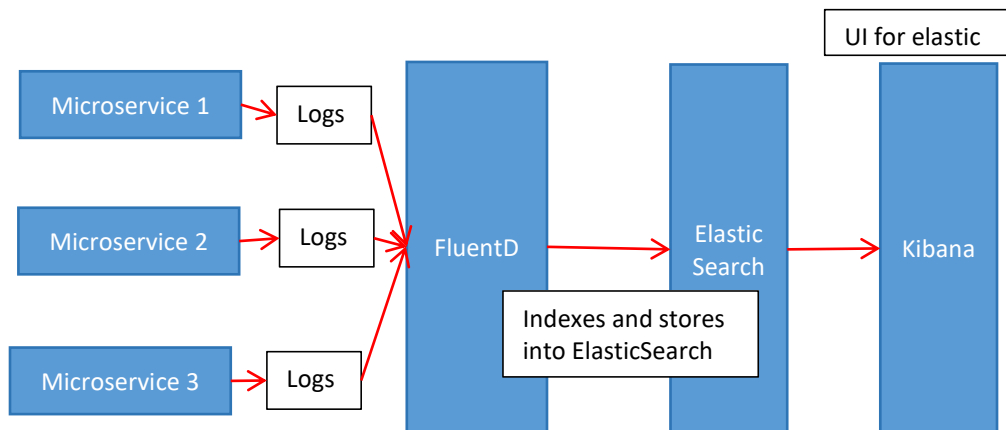 UI for elastic
Microservice 1
Logs
Microservice 2
Logs
Microservice 3
Logs
FluentD
Elastic
Search
Kibana
Indexes and stores
into ElasticSearch